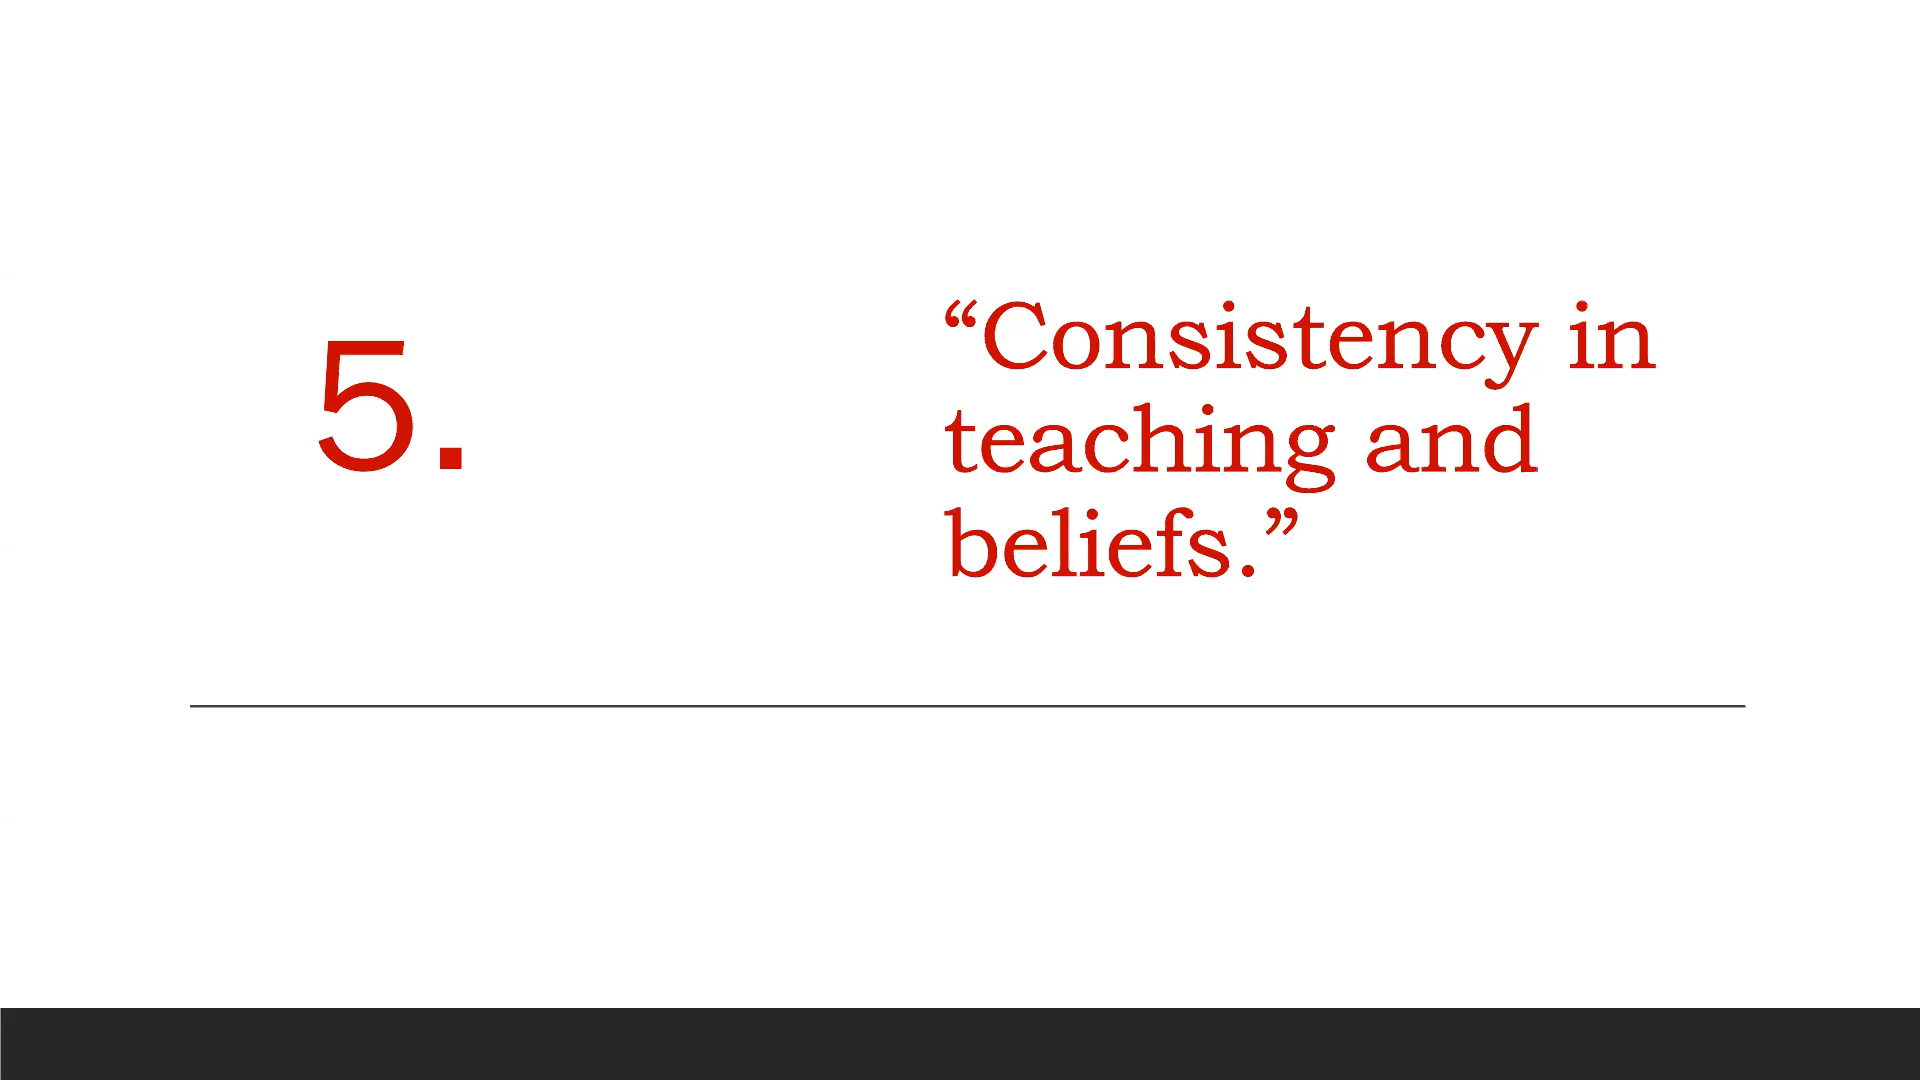 5.
“Consistency in
teaching and
beliefs.”